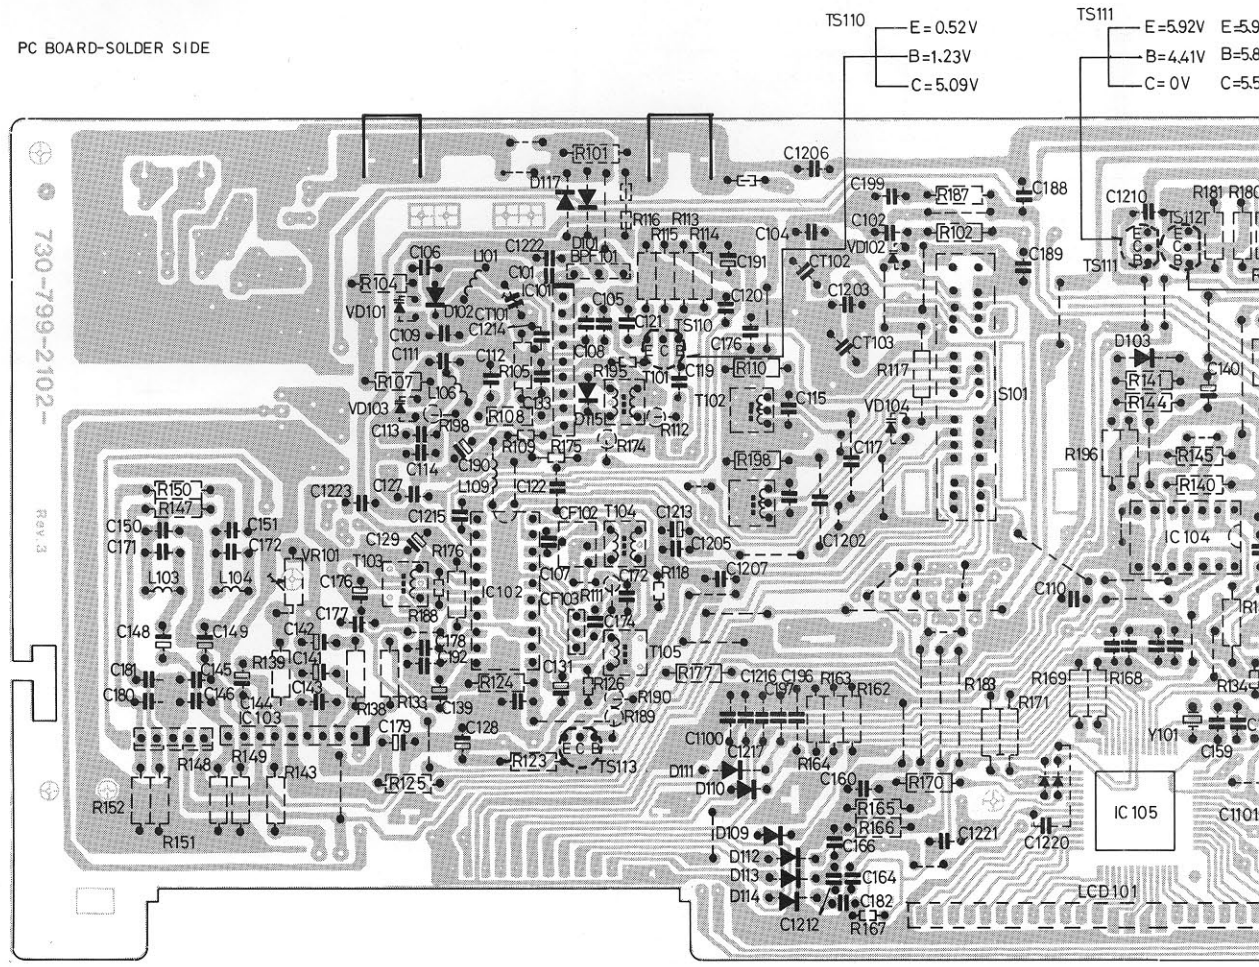 PC BOARD-SOLDER SIDE
TS110
E=0.52V
B=1.23V
C=5.09V
TS111
E=5.92V E=5.9
B=4.41V B=5.8
C=0V C=5.5
730-799-2102-
Rev.3
R101
C1206
D117
C199
R187
C188
C1210
R181
R180
R116
R113
R115
R114
C104
C102
R102
TS112
D101
C1222
BPF101
VD102
C106
L101
C101
IC101
C191
CT102
C189
TS111
R104
VD101
D102
CT101
C1214
C105
C1201
C1203
C109
C121
TS110
C176
CT103
C108
D103
C111
C112
R105
R195
T101
C119
R110
R117
R107
L106
T102
S101
R141
C1401
VD103
R198
R108
C133
D115
C115
R144
R112
VD104
C113
R109
R175
R174
C117
C114
C190
R198
R196
R145
L109
C122
R140
R150
R147
C1223
C127
C1215
CF102
T104
C1213
C1202
C150
C151
C129
IC104
C171
C172
VR101
T103
R176
C1205
C107
C172
R118
C1207
L103
L104
C176
IC102
CF103
R111
C110
R188
C174
C177
C148
C149
C142
C178
T105
C192
C181
C145
R139
C141
C131
R177
C180
C146
C143
R124
R126
C1216
C196
R163
R162
R183
R169
R168
R134
C197
C144
R138
R133
C139
R190
R171
IC103
R189
C179
C128
C1100
Y101
C159
R148
R149
R143
TS113
R123
C1217
R164
D111
C160
R170
R125
D110
R152
R151
R165
IC105
C1101
D109
R166
C166
C1221
C1220
D112
D113
C164
LCD101
D114
C182
C1212
R167